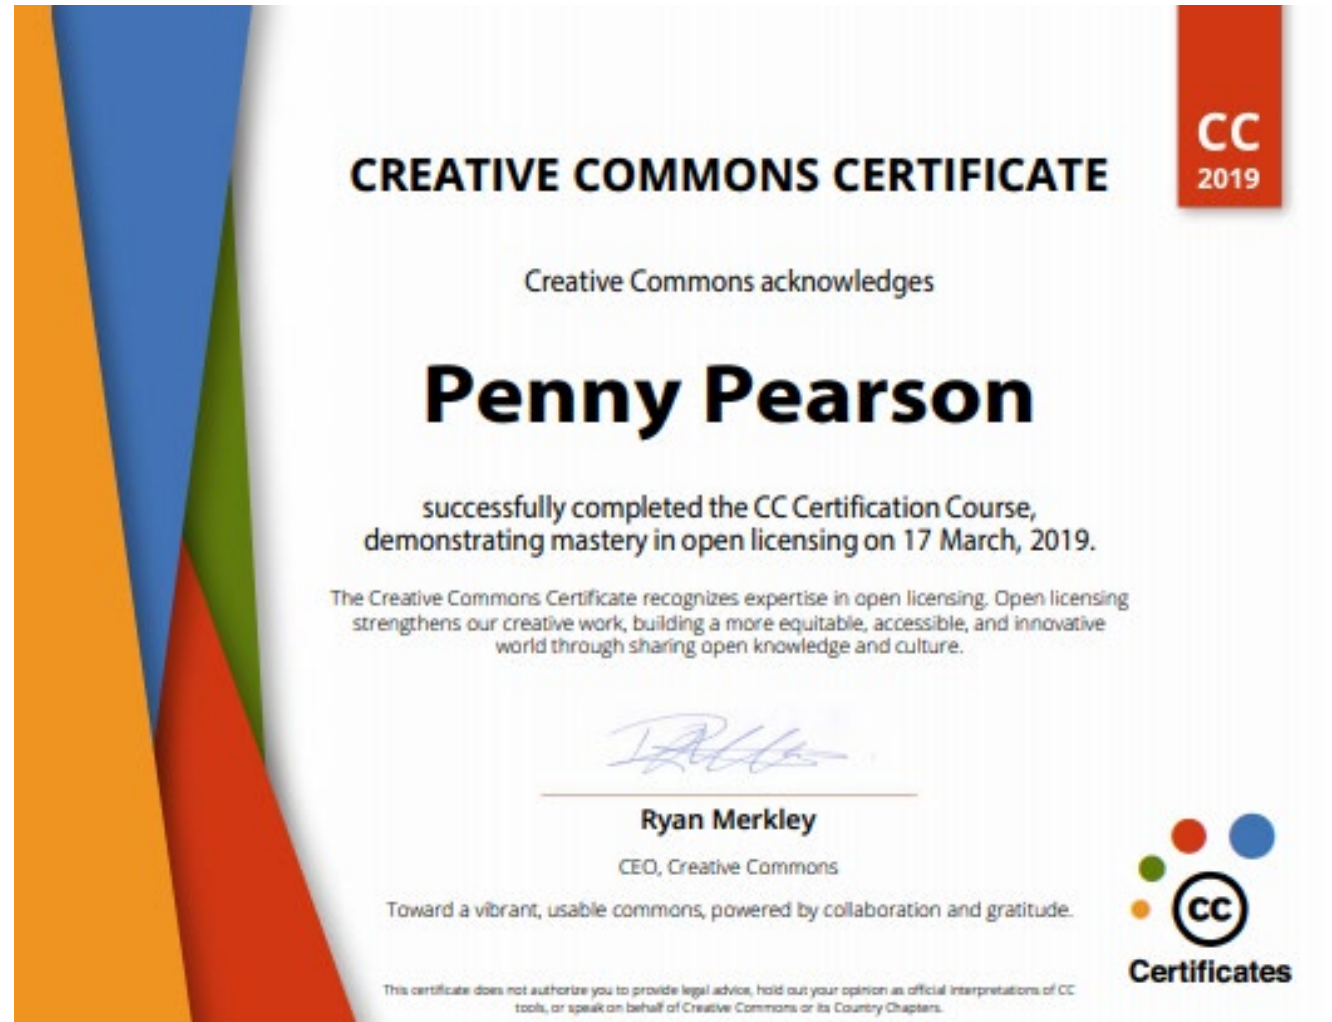 CC
2019
CREATIVE COMMONS CERTIFICATE
Creative Commons acknowledges
Penny Pearson
successfully completed the CC Certification Course,
demonstrating mastery in open licensing on 17 March, 2019.
The Creative Commons Certificate recognizes expertise in open licensing. Open licensing
strengthens our creative work, building a more equitable, accessible, and innovative
world through sharing open knowledge and culture.
Ryan Merkley
CEO, Creative Commons
Toward a vibrant, usable commons, powered by collaboration and gratitude.
cc
Certificates
This certificate does not authorize you to provide legal advice, hold out your opinion as official interpretations of CC
tools, or speak on behalf of Creative Commons or its Country Chapters.